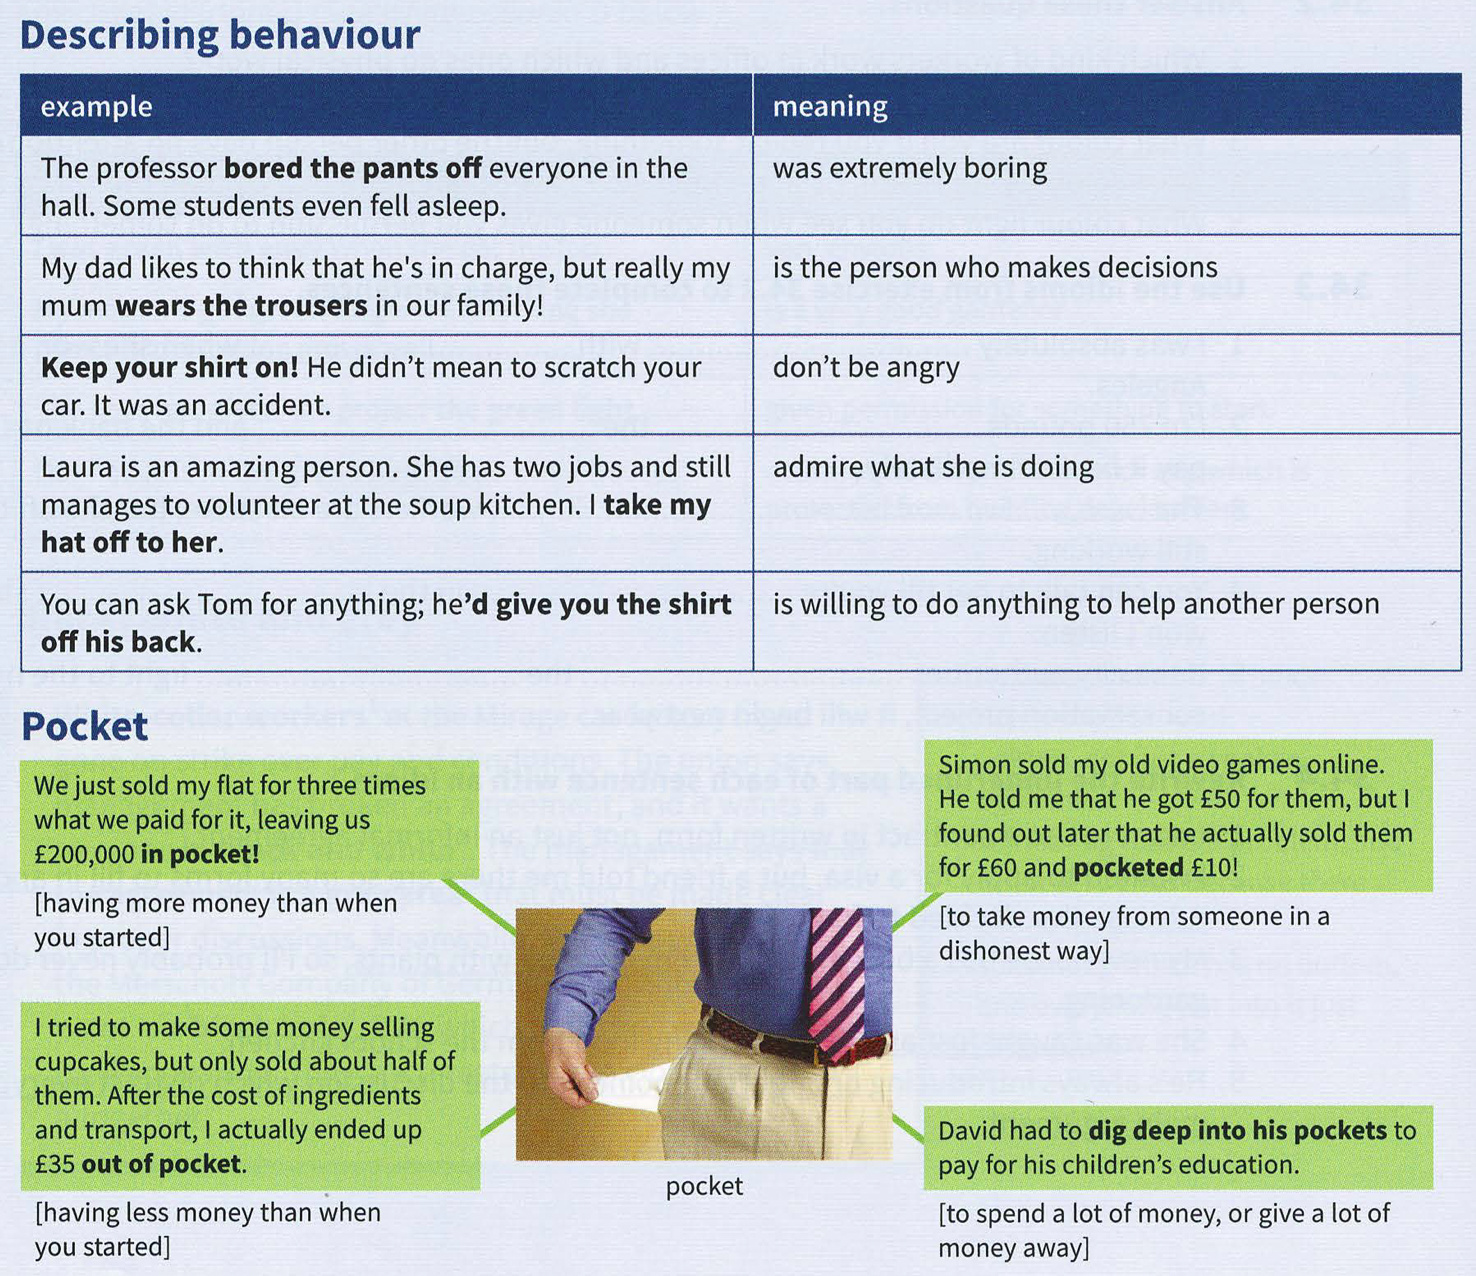 Describing behaviour
example
meaning
The professor bored the pants off everyone in the
hall. Some students even fell asleep.
was extremely boring
My dad likes to think that he's in charge, but really my
mum wears the trousers in our family!
is the person who makes decisions
Keep your shirt on! He didn't mean to scratch your
car. It was an accident.
don't be angry
Laura is an amazing person. She has two jobs and still
manages to volunteer at the soup kitchen. I take my
hat off to her.
admire what she is doing
You can ask Tom for anything; he'd give you the shirt
off his back.
is willing to do anything to help another person
Pocket
We just sold my flat for three times
what we paid for it, leaving us
£200,000 in pocket!
[having more money than when
you started]
Simon sold my old video games online.
He told me that he got £50 for them, but I
found out later that he actually sold them
for £60 and pocketed £10!
[to take money from someone in a
dishonest way]
I tried to make some money selling
cupcakes, but only sold about half of
them. After the cost of ingredients
and transport, I actually ended up
£35 out of pocket.
[having less money than when
you started]
pocket
David had to dig deep into his pockets to
pay for his children's education.
[to spend a lot of money, or give a lot of
money away]